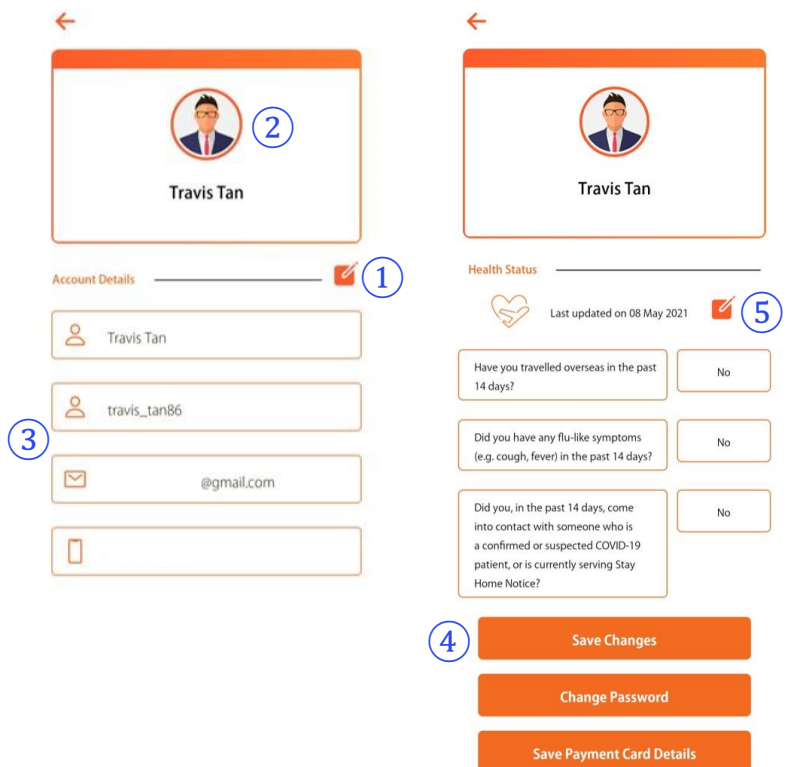 Travis Tan
②
Account Details
①
Travis Tan
travis_tan86
③
@gmail.com
Travis Tan
Health Status
Last updated on 08 May 2021
⑤
Have you travelled overseas in the past
14 days?
No
Did you have any flu-like symptoms
(e.g. cough, fever) in the past 14 days?
No
Did you, in the past 14 days, come
into contact with someone who is
a confirmed or suspected COVID-19
patient, or is currently serving Stay
Home Notice?
No
④
Save Changes
Change Password
Save Payment Card Details